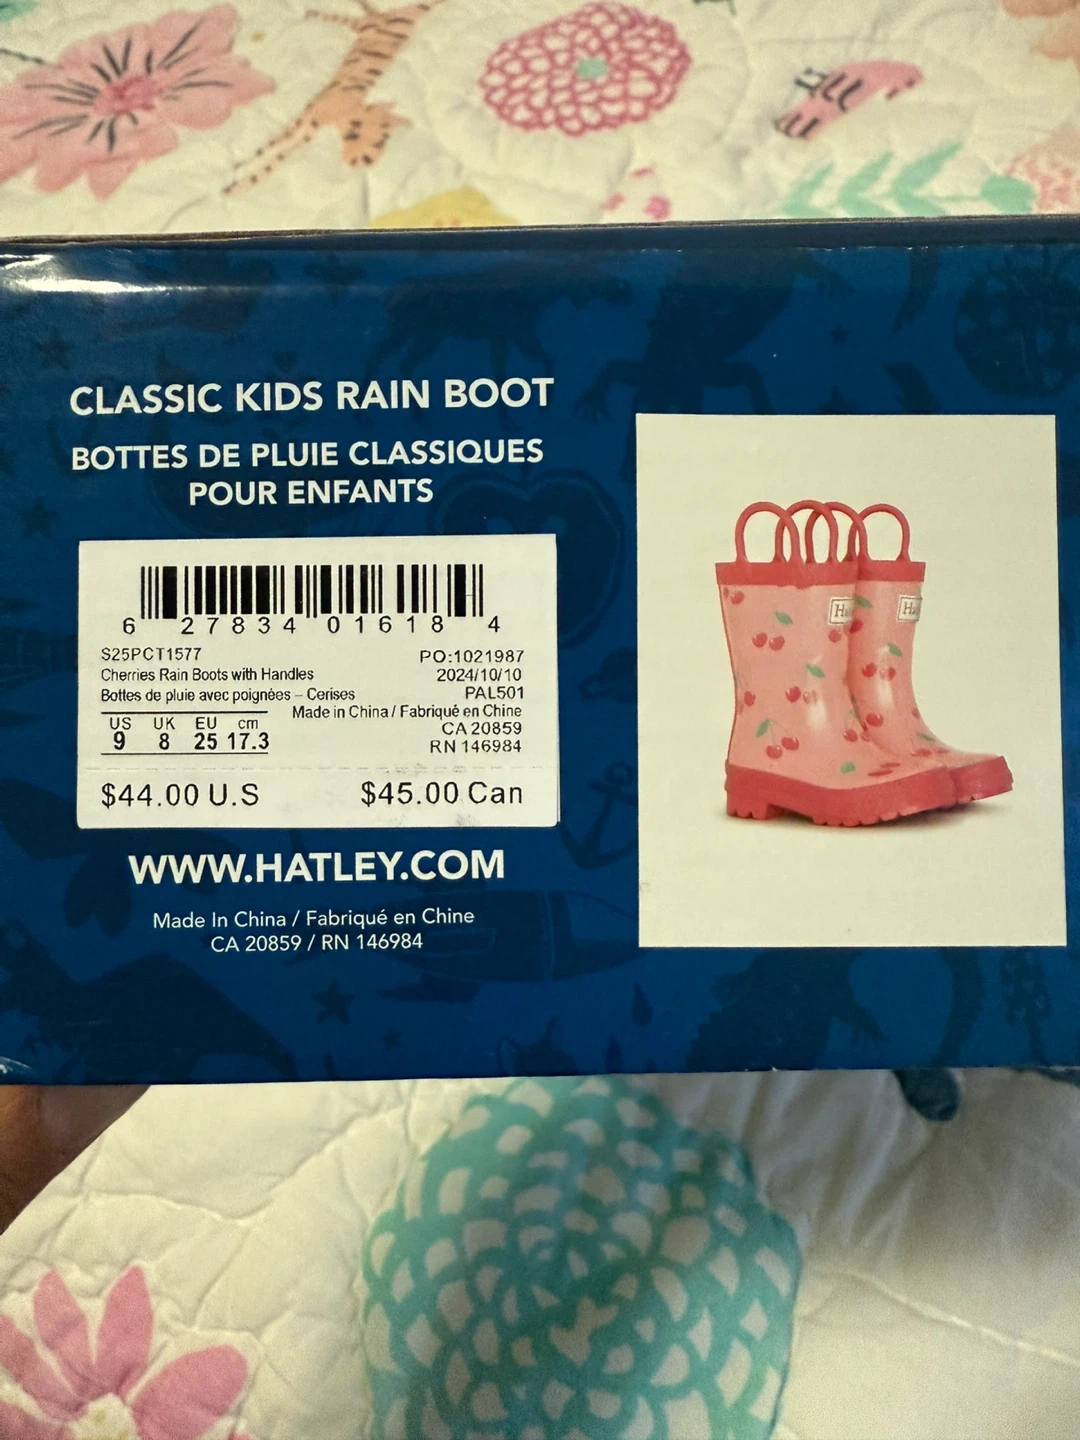 CLASSIC KIDS RAIN BOOT
BOTTES DE PLUIE CLASSIQUES
POUR ENFANTS
6 27834 01618 4
S25PCT1577
Cherries Rain Boots with Handles
Bottes de pluie avec poignées – Cerises
PO:1021987
2024/10/10
PAL501
Made in China / Fabriqué en Chine
CA 20859
RN 146984
US UK EU cm
9 8 25 17.3
$44.00 U.S $45.00 Can
WWW.HATLEY.COM
Made In China / Fabriqué en Chine
CA 20859 / RN 146984